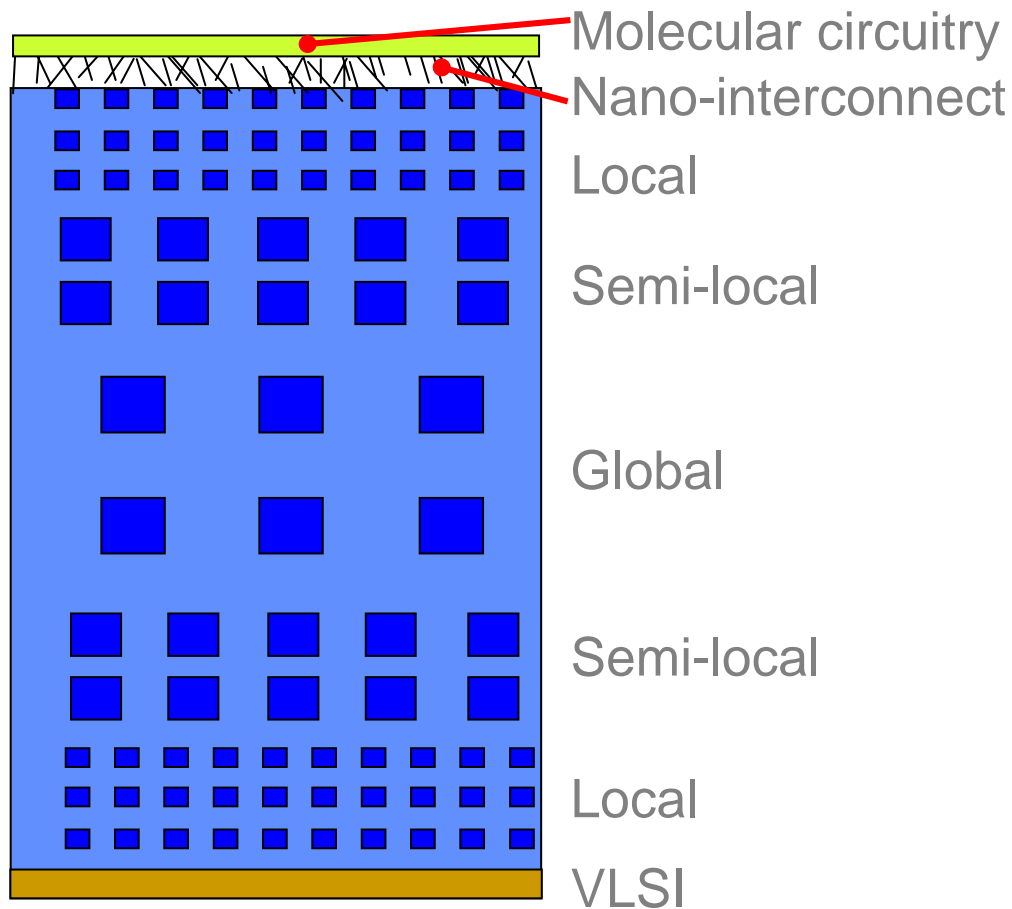 Molecular circuitry
Nano-interconnect
Local
Semi-local
Global
Semi-local
Local
VLSI